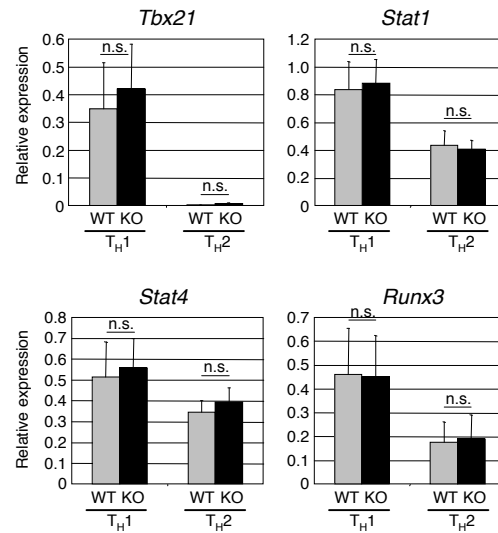 Tbx21
Relative expression
0.6
0.5
0.4
0.3
0.2
0.1
0
n.s.
n.s.
WT KO WT KO
TH1 TH2
Stat1
1.2
1.0
0.8
0.6
0.4
0.2
0
n.s.
n.s.
WT KO WT KO
TH1 TH2
Stat4
Relative expression
0.8
0.7
0.6
0.5
0.4
0.3
0.2
0.1
0
n.s.
n.s.
WT KO WT KO
TH1 TH2
Runx3
0.7
0.6
0.5
0.4
0.3
0.2
0.1
0
n.s.
n.s.
WT KO WT KO
TH1 TH2